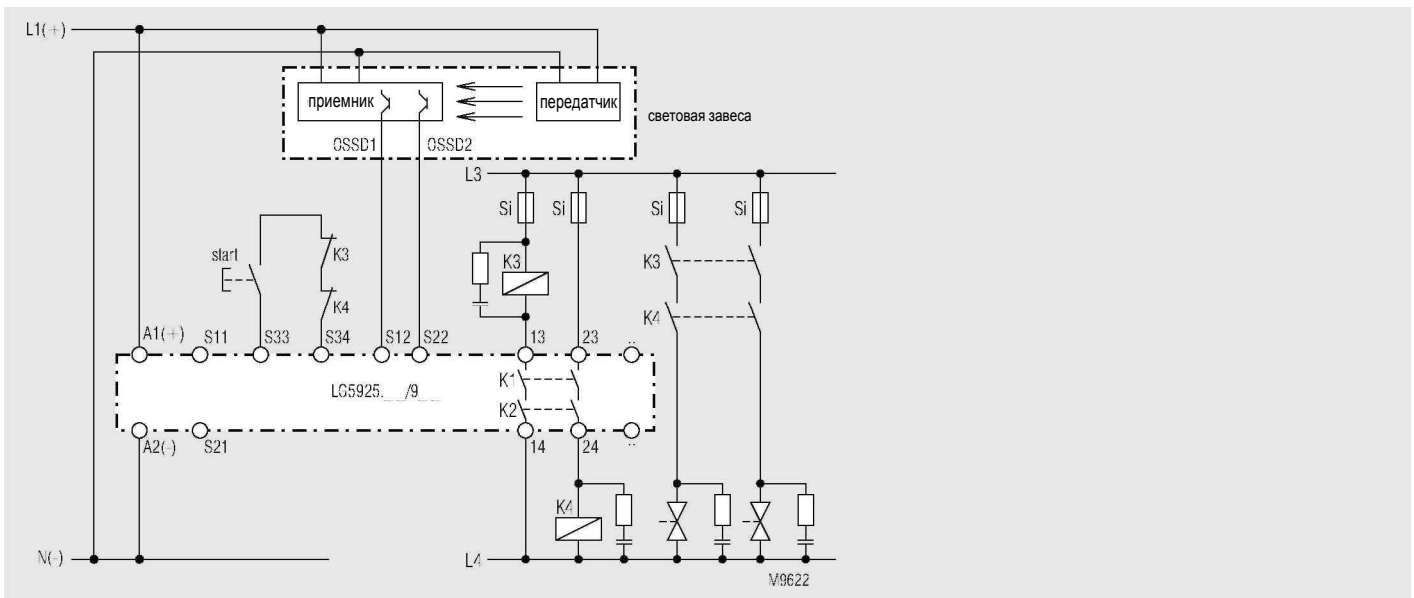 L1(+)
приемник
передатчик
световая завеса
OSSD1 OSSD2
L3
Si Si Si Si
start
K3
K3
K3
K4
K4
A1(+) S11 S33 S34 S12 S22 13 23 ..
K1
LG5925.__/9__
K2
A2(-) S21 14 24 ..
K4
N(-) L4
M9622